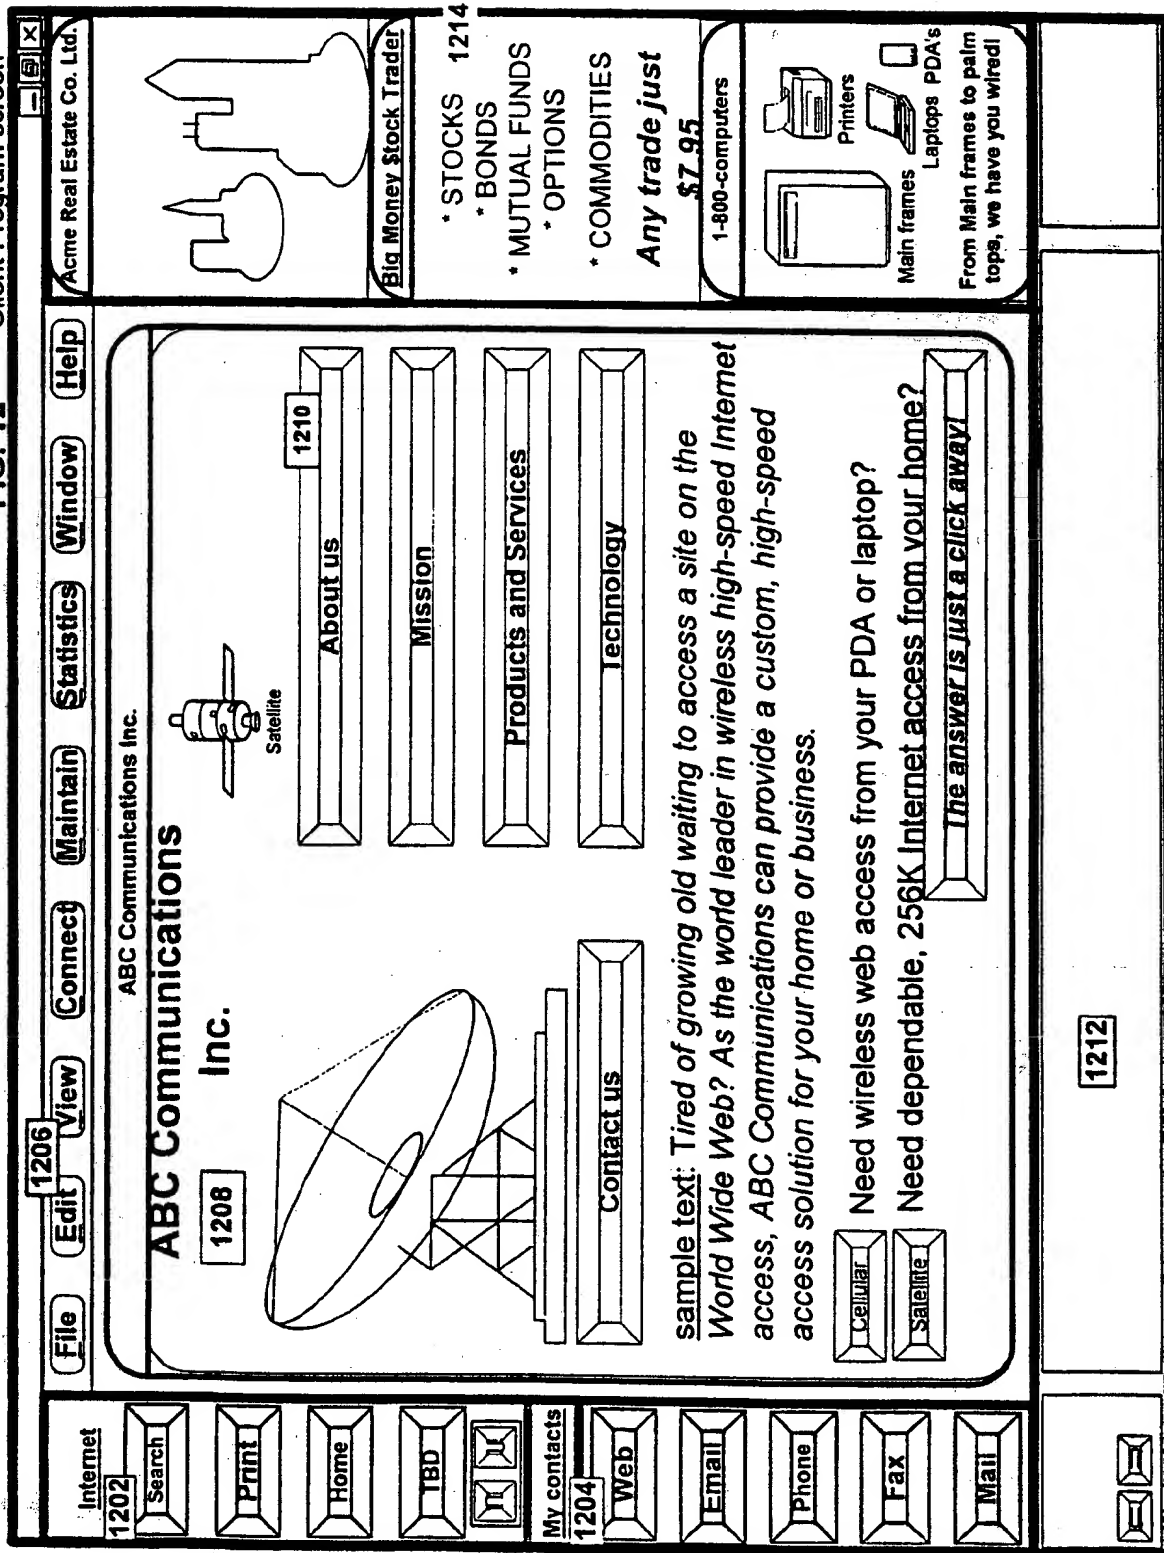 FIG. 12 Client Program Screen
1206
File Edit View Connect Maintain Statistics Window Help
Internet
1202
Search
Print
Home
TBD
My contacts
1204
Web
Email
Phone
Fax
Mail
ABC Communications Inc.
ABC Communications
Inc.
1208
Satellite
1210
About us
Mission
Products and Services
Technology
Contact us
sample text: Tired of growing old waiting to access a site on the
World Wide Web? As the world leader in wireless high-speed Internet
access, ABC Communications can provide a custom, high-speed
access solution for your home or business.
Cellular Need wireless web access from your PDA or laptop?
Satellite Need dependable, 256K Internet access from your home?
The answer is just a click away!
Acme Real Estate Co. Ltd.
Big Money Stock Trader
1214
* STOCKS
* BONDS
* MUTUAL FUNDS
* OPTIONS
* COMMODITIES
Any trade just
$7.95
1-800-computers
Printers
Main frames
Laptops PDA's
From Main frames to palm
tops, we have you wired!
1212